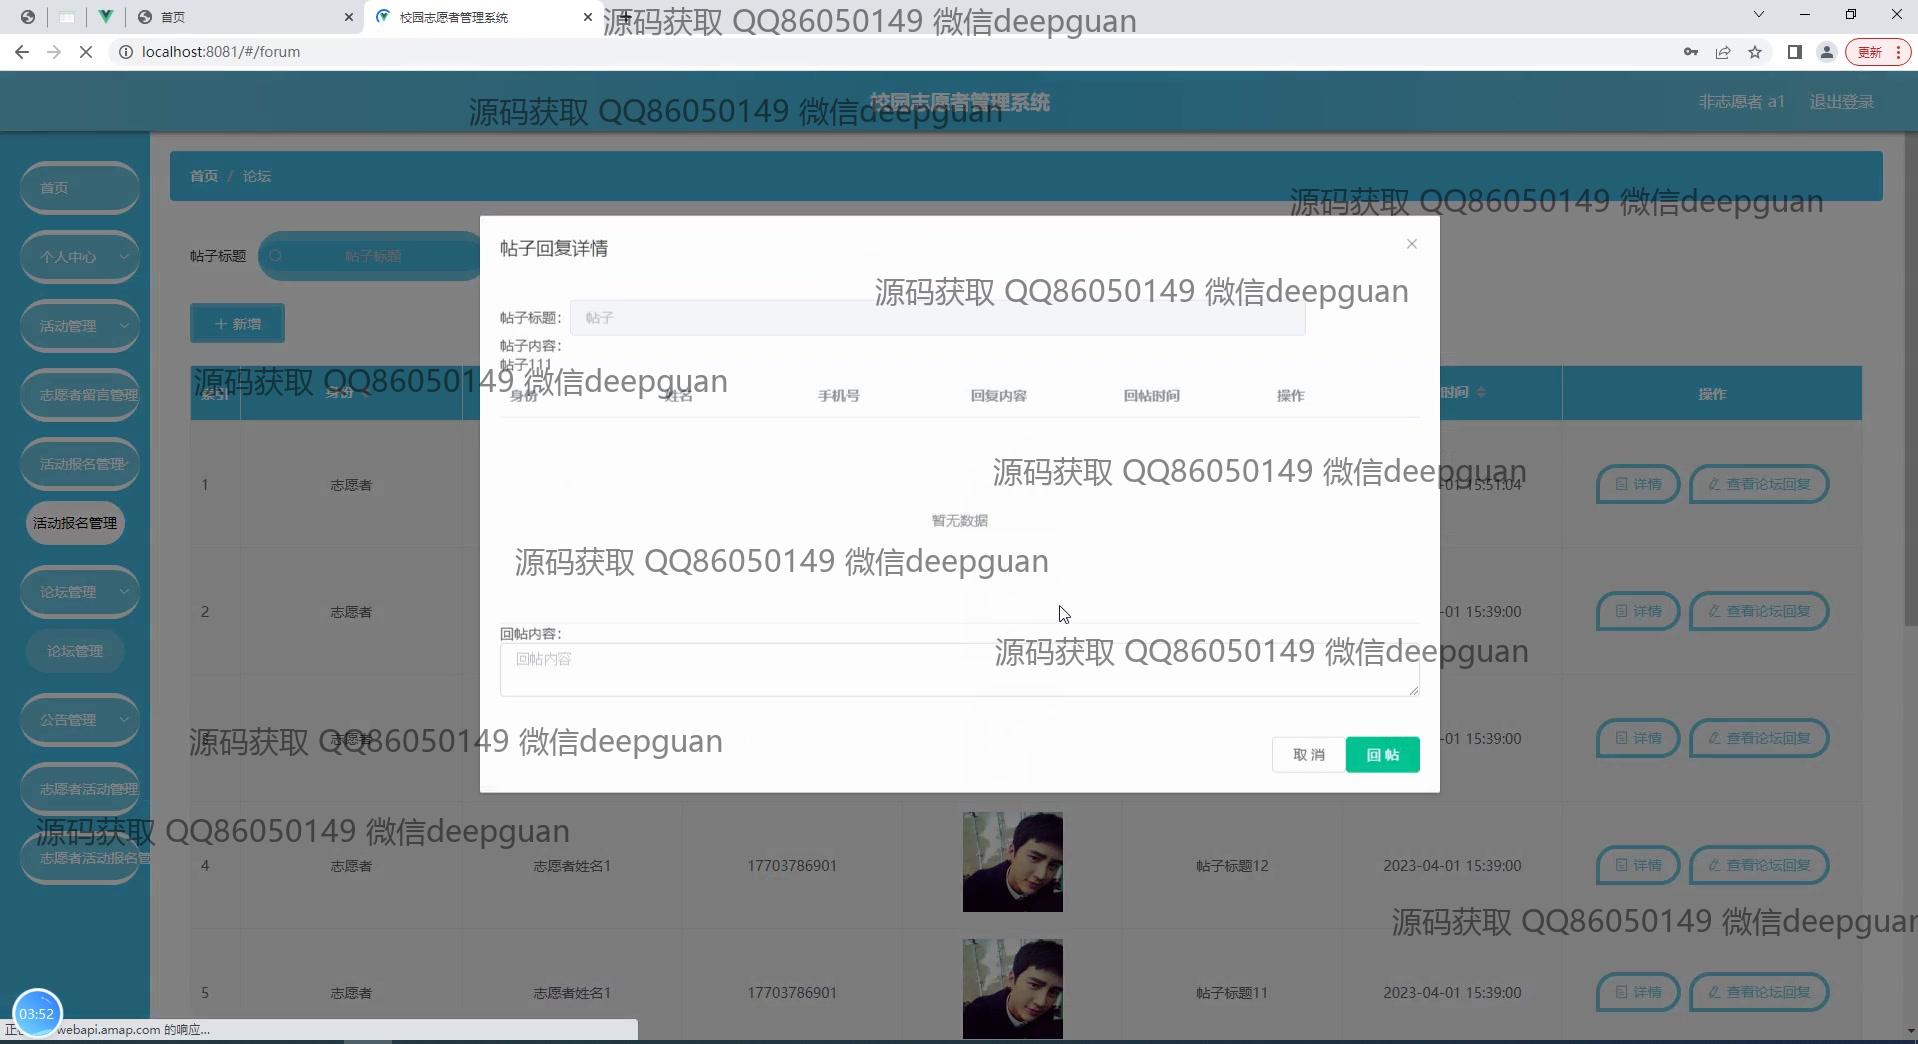 首页
校园志愿者管理系统
源码获取 QQ86050149 微信deepguan
localhost:8081/#/forum
更新
校园志愿者管理系统
源码获取 QQ86050149 微信deepguan
非志愿者 a1 退出登录
首页
首页 / 论坛
源码获取 QQ86050149 微信deepguan
个人中心
帖子标题 帖子标题
帖子回复详情
源码获取 QQ86050149 微信deepguan
活动管理
+ 新增
帖子标题: 帖子
帖子内容:
帖子111
源码获取 QQ86050149 微信deepguan
志愿者留言管理
索引 身份 时间 操作
身份 姓名 手机号 回复内容 回帖时间 操作
活动报名管理
源码获取 QQ86050149 微信deepguan
1 志愿者 -01 15:51:04 详情 查看论坛回复
活动报名管理
暂无数据
源码获取 QQ86050149 微信deepguan
论坛管理
2 志愿者 -01 15:39:00 详情 查看论坛回复
回帖内容:
回帖内容
源码获取 QQ86050149 微信deepguan
论坛管理
公告管理
源码获取 QQ86050149 微信deepguan
3 志愿者 -01 15:39:00 详情 查看论坛回复
取 消 回 帖
志愿者活动管理
源码获取 QQ86050149 微信deepguan
志愿者活动报名管
4 志愿者 志愿者姓名1 17703786901 帖子标题12 2023-04-01 15:39:00 详情 查看论坛回复
源码获取 QQ86050149 微信deepguan
5 志愿者 志愿者姓名1 17703786901 帖子标题11 2023-04-01 15:39:00 详情 查看论坛回复
03:52
webapi.amap.com 的响应...